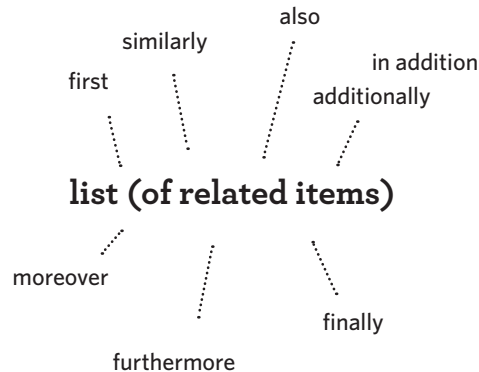 also
similarly
in addition
first
additionally
list (of related items)
moreover
finally
furthermore